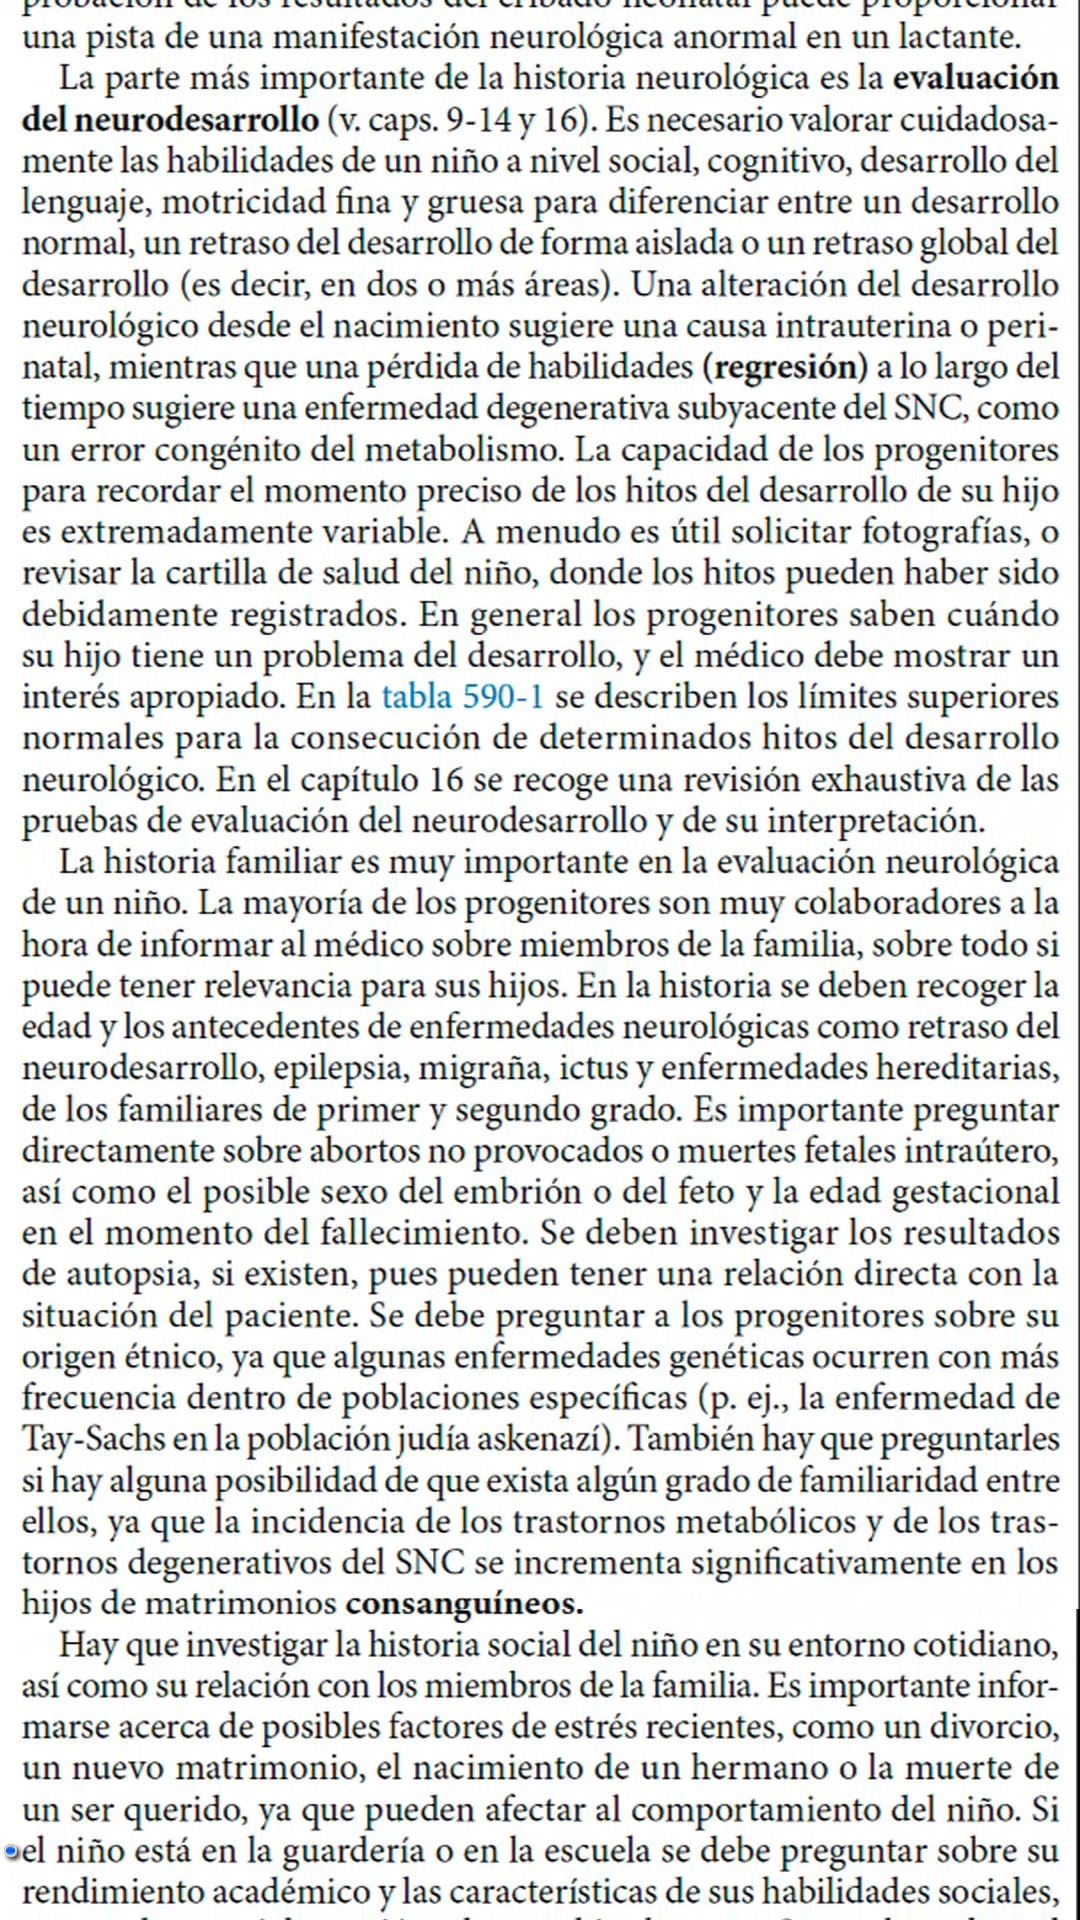 probación de los resultados del cribado neonatal puede proporcionar
una pista de una manifestación neurológica anormal en un lactante.
La parte más importante de la historia neurológica es la evaluación
del neurodesarrollo (v. caps. 9-14 y 16). Es necesario valorar cuidadosa-
mente las habilidades de un niño a nivel social, cognitivo, desarrollo del
lenguaje, motricidad fina y gruesa para diferenciar entre un desarrollo
normal, un retraso del desarrollo de forma aislada o un retraso global del
desarrollo (es decir, en dos o más áreas). Una alteración del desarrollo
neurológico desde el nacimiento sugiere una causa intrauterina o peri-
natal, mientras que una pérdida de habilidades (regresión) a lo largo del
tiempo sugiere una enfermedad degenerativa subyacente del SNC, como
un error congénito del metabolismo. La capacidad de los progenitores
para recordar el momento preciso de los hitos del desarrollo de su hijo
es extremadamente variable. A menudo es útil solicitar fotografías, o
revisar la cartilla de salud del niño, donde los hitos pueden haber sido
debidamente registrados. En general los progenitores saben cuándo
su hijo tiene un problema del desarrollo, y el médico debe mostrar un
interés apropiado. En la tabla 590-1 se describen los límites superiores
normales para la consecución de determinados hitos del desarrollo
neurológico. En el capítulo 16 se recoge una revisión exhaustiva de las
pruebas de evaluación del neurodesarrollo y de su interpretación.
La historia familiar es muy importante en la evaluación neurológica
de un niño. La mayoría de los progenitores son muy colaboradores a la
hora de informar al médico sobre miembros de la familia, sobre todo si
puede tener relevancia para sus hijos. En la historia se deben recoger la
edad y los antecedentes de enfermedades neurológicas como retraso del
neurodesarrollo, epilepsia, migraña, ictus y enfermedades hereditarias,
de los familiares de primer y segundo grado. Es importante preguntar
directamente sobre abortos no provocados o muertes fetales intraútero,
así como el posible sexo del embrión o del feto y la edad gestacional
en el momento del fallecimiento. Se deben investigar los resultados
de autopsia, si existen, pues pueden tener una relación directa con la
situación del paciente. Se debe preguntar a los progenitores sobre su
origen étnico, ya que algunas enfermedades genéticas ocurren con más
frecuencia dentro de poblaciones específicas (p. ej., la enfermedad de
Tay-Sachs en la población judía askenazí). También hay que preguntarles
si hay alguna posibilidad de que exista algún grado de familiaridad entre
ellos, ya que la incidencia de los trastornos metabólicos y de los tras-
tornos degenerativos del SNC se incrementa significativamente en los
hijos de matrimonios consanguíneos.
Hay que investigar la historia social del niño en su entorno cotidiano,
así como su relación con los miembros de la familia. Es importante infor-
marse acerca de posibles factores de estrés recientes, como un divorcio,
un nuevo matrimonio, el nacimiento de un hermano o la muerte de
un ser querido, ya que pueden afectar al comportamiento del niño. Si
el niño está en la guardería o en la escuela se debe preguntar sobre su
rendimiento académico y las características de sus habilidades sociales,